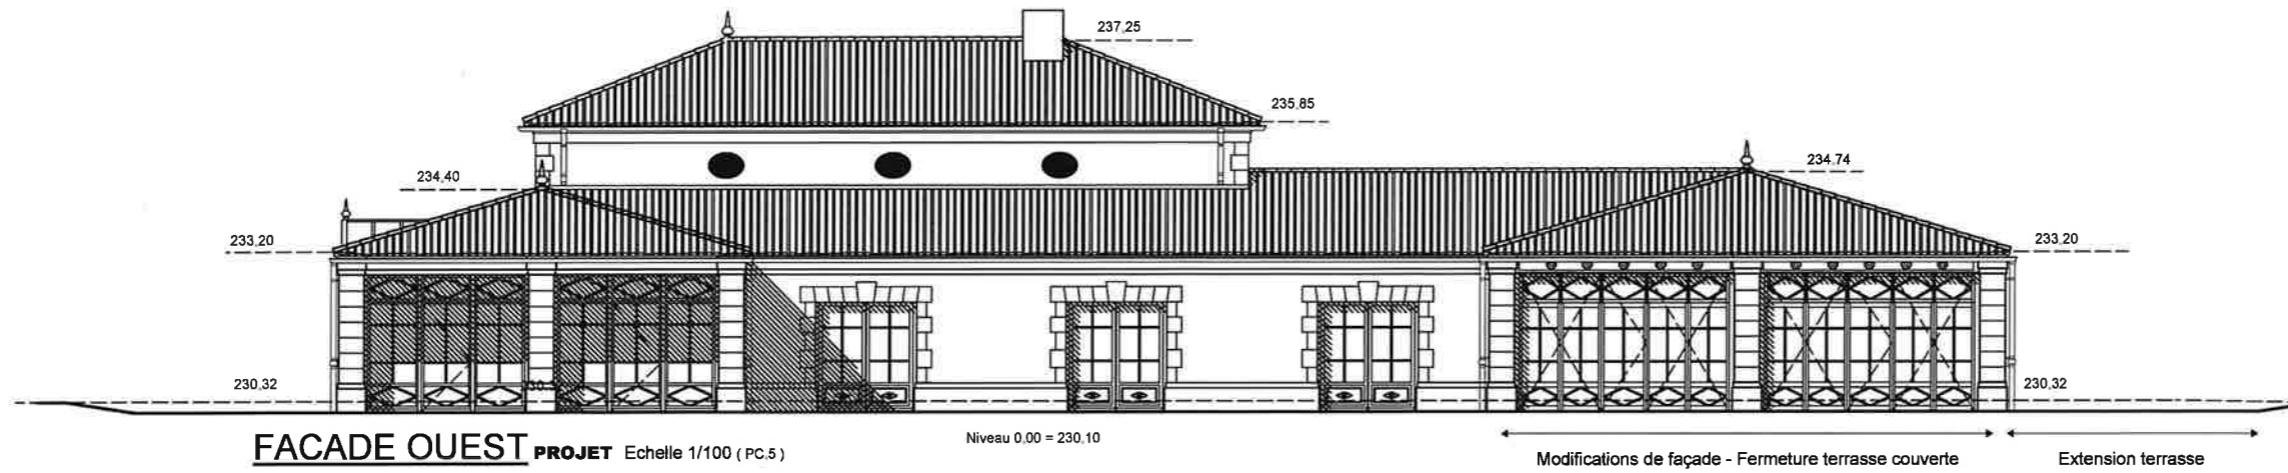 237,25
235,85
234,40
234,74
233,20
233,20
230,32
230,32
FACADE OUEST PROJET Echelle 1/100 ( PC,5 )
Niveau 0,00 = 230,10
Modifications de façade - Fermeture terrasse couverte
Extension terrasse